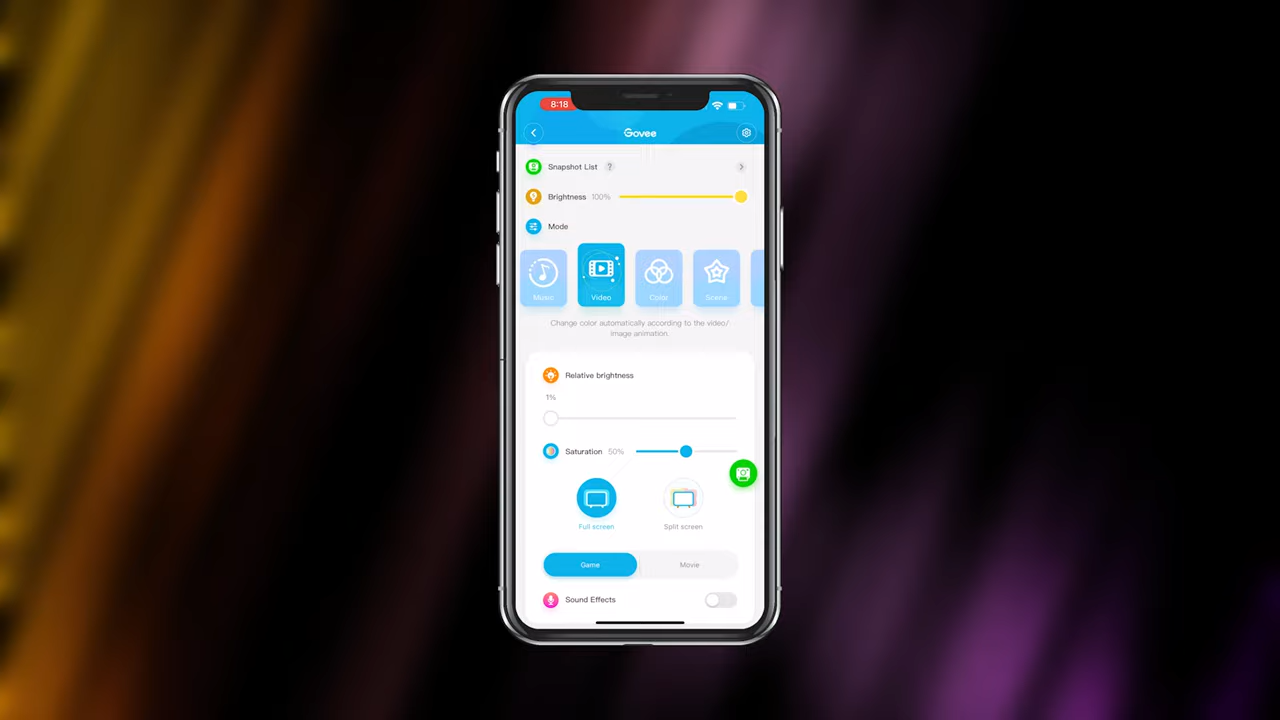 8:18
Govee
Snapshot List ?
Brightness 100%
Mode
Music
Video
Color
Scene
Change color automatically according to the video/
image animation.
Relative brightness
1%
Saturation 50%
Full screen
Split screen
Game
Movie
Sound Effects